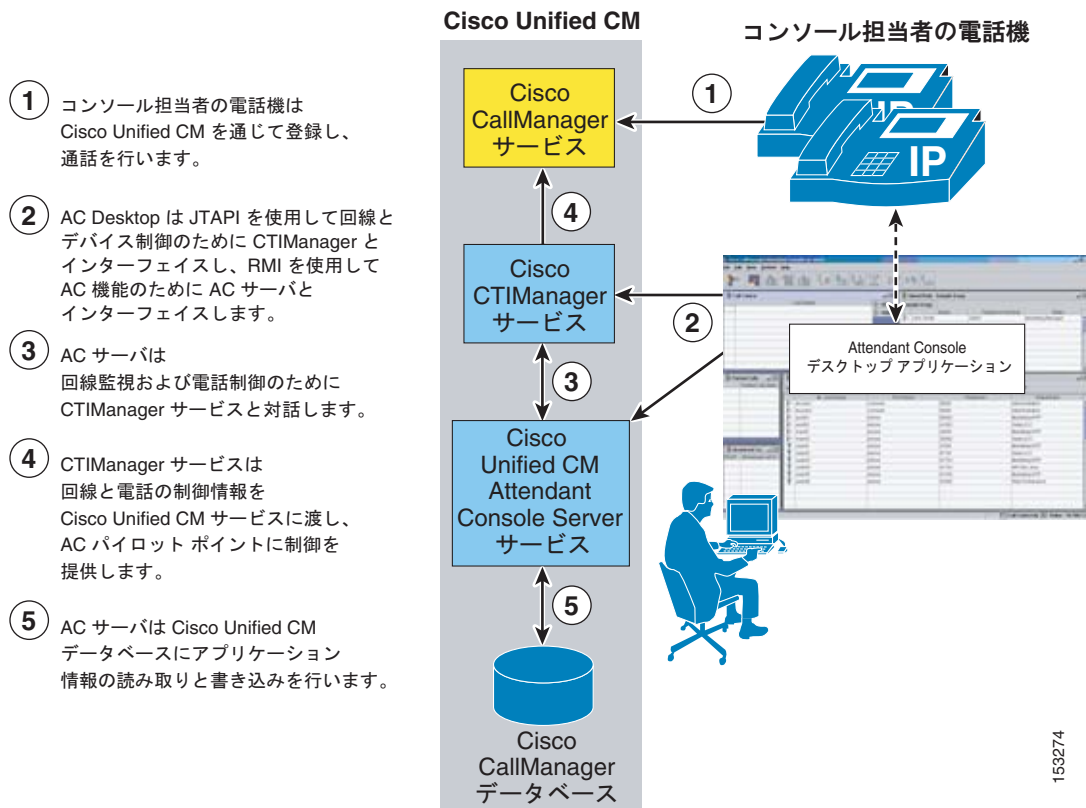 Cisco Unified CM
コンソール担当者の電話機
1
コンソール担当者の電話機は
Cisco Unified CM を通じて登録し、
通話を行います。
2
AC Desktop は JTAPI を使用して回線と
デバイス制御のために CTIManager と
インターフェイスし、RMI を使用して
AC 機能のために AC サーバと
インターフェイスします。
3
AC サーバは
回線監視および電話制御のために
CTIManager サービスと対話します。
4
CTIManager サービスは
回線と電話の制御情報を
Cisco Unified CM サービスに渡し、
AC パイロット ポイントに制御を
提供します。
5
AC サーバは Cisco Unified CM
データベースにアプリケーション
情報の読み取りと書き込みを行います。
Cisco
CallManager
サービス
1
IP
IP
4
Cisco
CTIManager
サービス
2
Attendant Console
デスクトップ アプリケーション
3
Cisco
Unified CM
Attendant
Console Server
サービス
5
Cisco
CallManager
データベース
153274